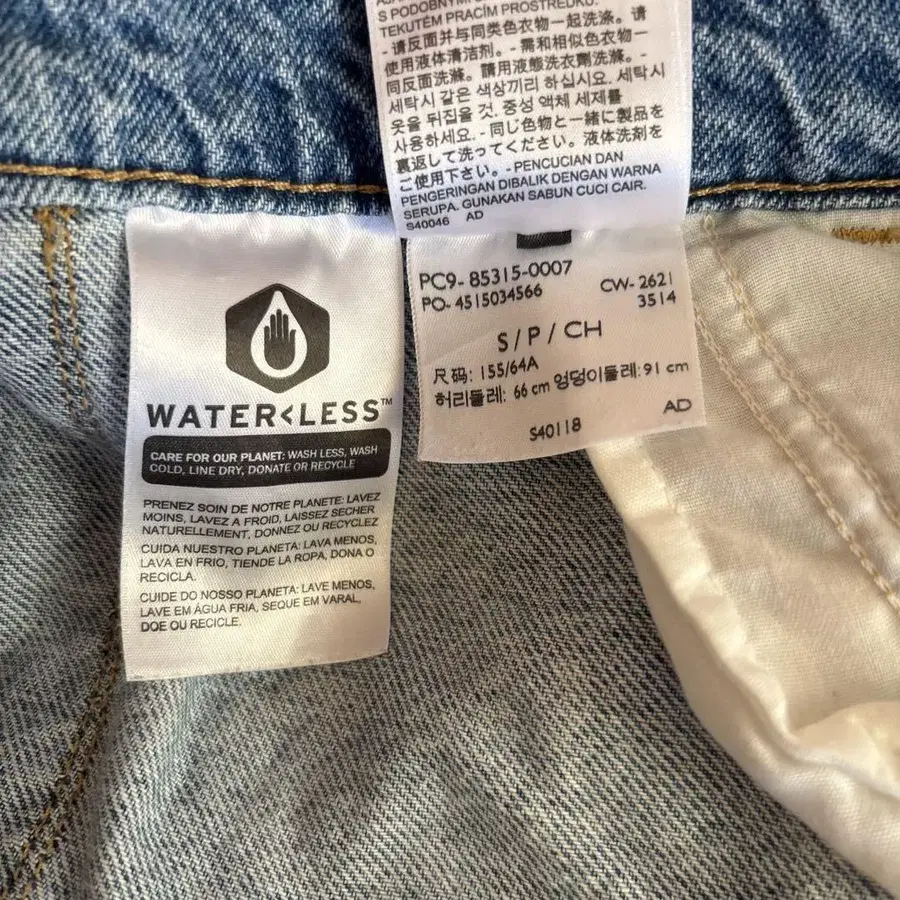 S PODOBNÝMI
TEKUTÉM PRACÍM PROSTŘEDKU.
- 请反面并与同类色衣物一起洗涤。请
使用液体清洁剂。- 需和相似色衣物一
同反面洗滌。請用液態洗衣劑洗滌。-
세탁시 같은 색상끼리 하십시요. 세탁시
옷을 뒤집을 것. 중성 액체 세제를
사용하세요. - 同じ色物と一緒に製品を
裏返して洗ってください。液体洗剤を
ご使用下さい。- PENCUCIAN DAN
PENGERINGAN DIBALIK DENGAN WARNA
SERUPA. GUNAKAN SABUN CUCI CAIR.
S40046 AD
PC9- 85315-0007
PO- 4515034566
CW- 2621
3514
S / P / CH
尺码: 155/64A
허리둘레: 66 cm 엉덩이둘레: 91 cm
AD
S40118
WATER<LESS™
CARE FOR OUR PLANET: WASH LESS, WASH
COLD, LINE DRY, DONATE OR RECYCLE
PRENEZ SOIN DE NOTRE PLANETE: LAVEZ
MOINS, LAVEZ A FROID, LAISSEZ SECHER
NATURELLEMENT, DONNEZ OU RECYCLEZ
CUIDA NUESTRO PLANETA: LAVA MENOS,
LAVA EN FRIO, TIENDE LA ROPA, DONA O
RECICLA.
CUIDE DO NOSSO PLANETA: LAVE MENOS,
LAVE EM ÁGUA FRIA, SEQUE EM VARAL,
DOE OU RECICLE.